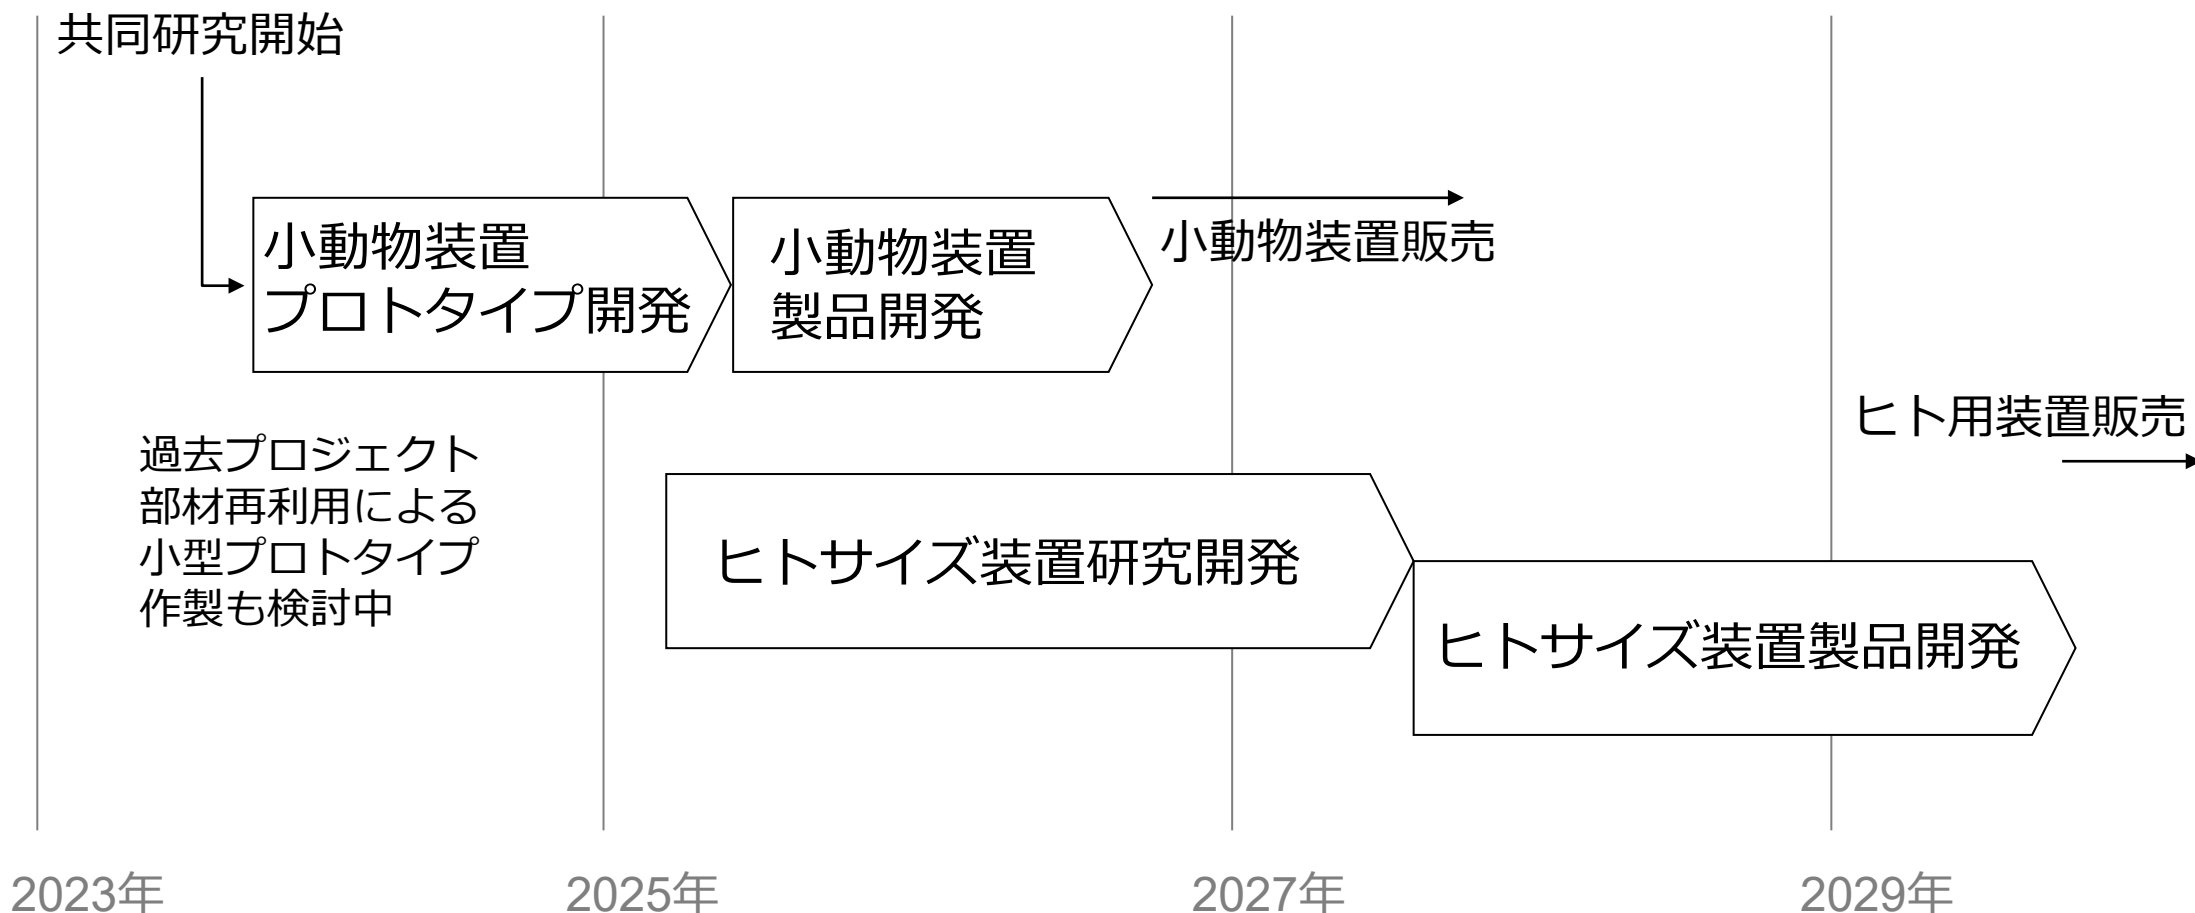 共同研究開始
小動物装置
プロトタイプ開発
小動物装置
製品開発
小動物装置販売
過去プロジェクト
部材再利用による
小型プロトタイプ
作製も検討中
ヒト用装置販売
ヒトサイズ装置研究開発
ヒトサイズ装置製品開発
2023年
2025年
2027年
2029年